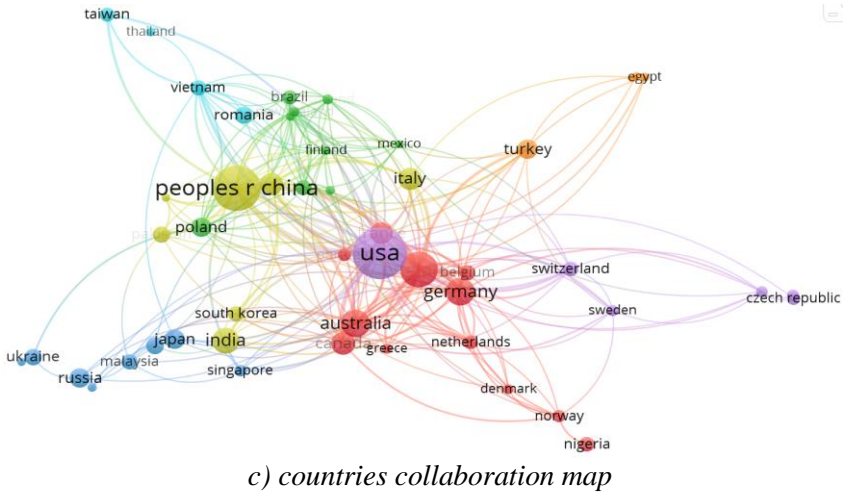 taiwan
thailand
egypt
vietnam
brazil
romania
mexico
turkey
finland
italy
peoples r china
poland
usa
belgium
switzerland
germany
czech republic
sweden
south korea
australia
japan
india
canada
greece
netherlands
ukraine
malaysia
russia
singapore
denmark
norway
nigeria
c) countries collaboration map